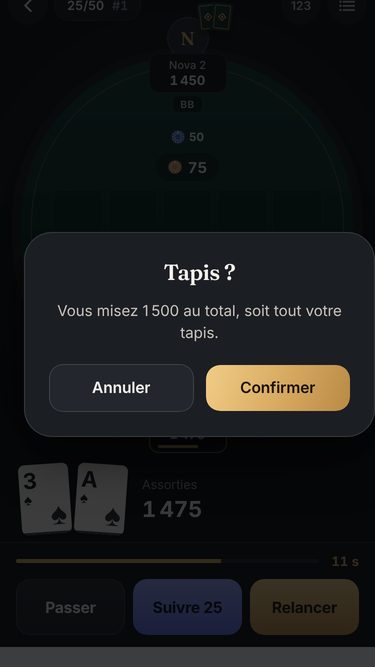 25/50 #1
123
N
Nova 2
1 450
BB
50
75
Tapis ?
Vous misez 1 500 au total, soit tout votre
tapis.
Annuler
Confirmer
3
A
Assorties
1 475
11 s
Passer
Suivre 25
Relancer